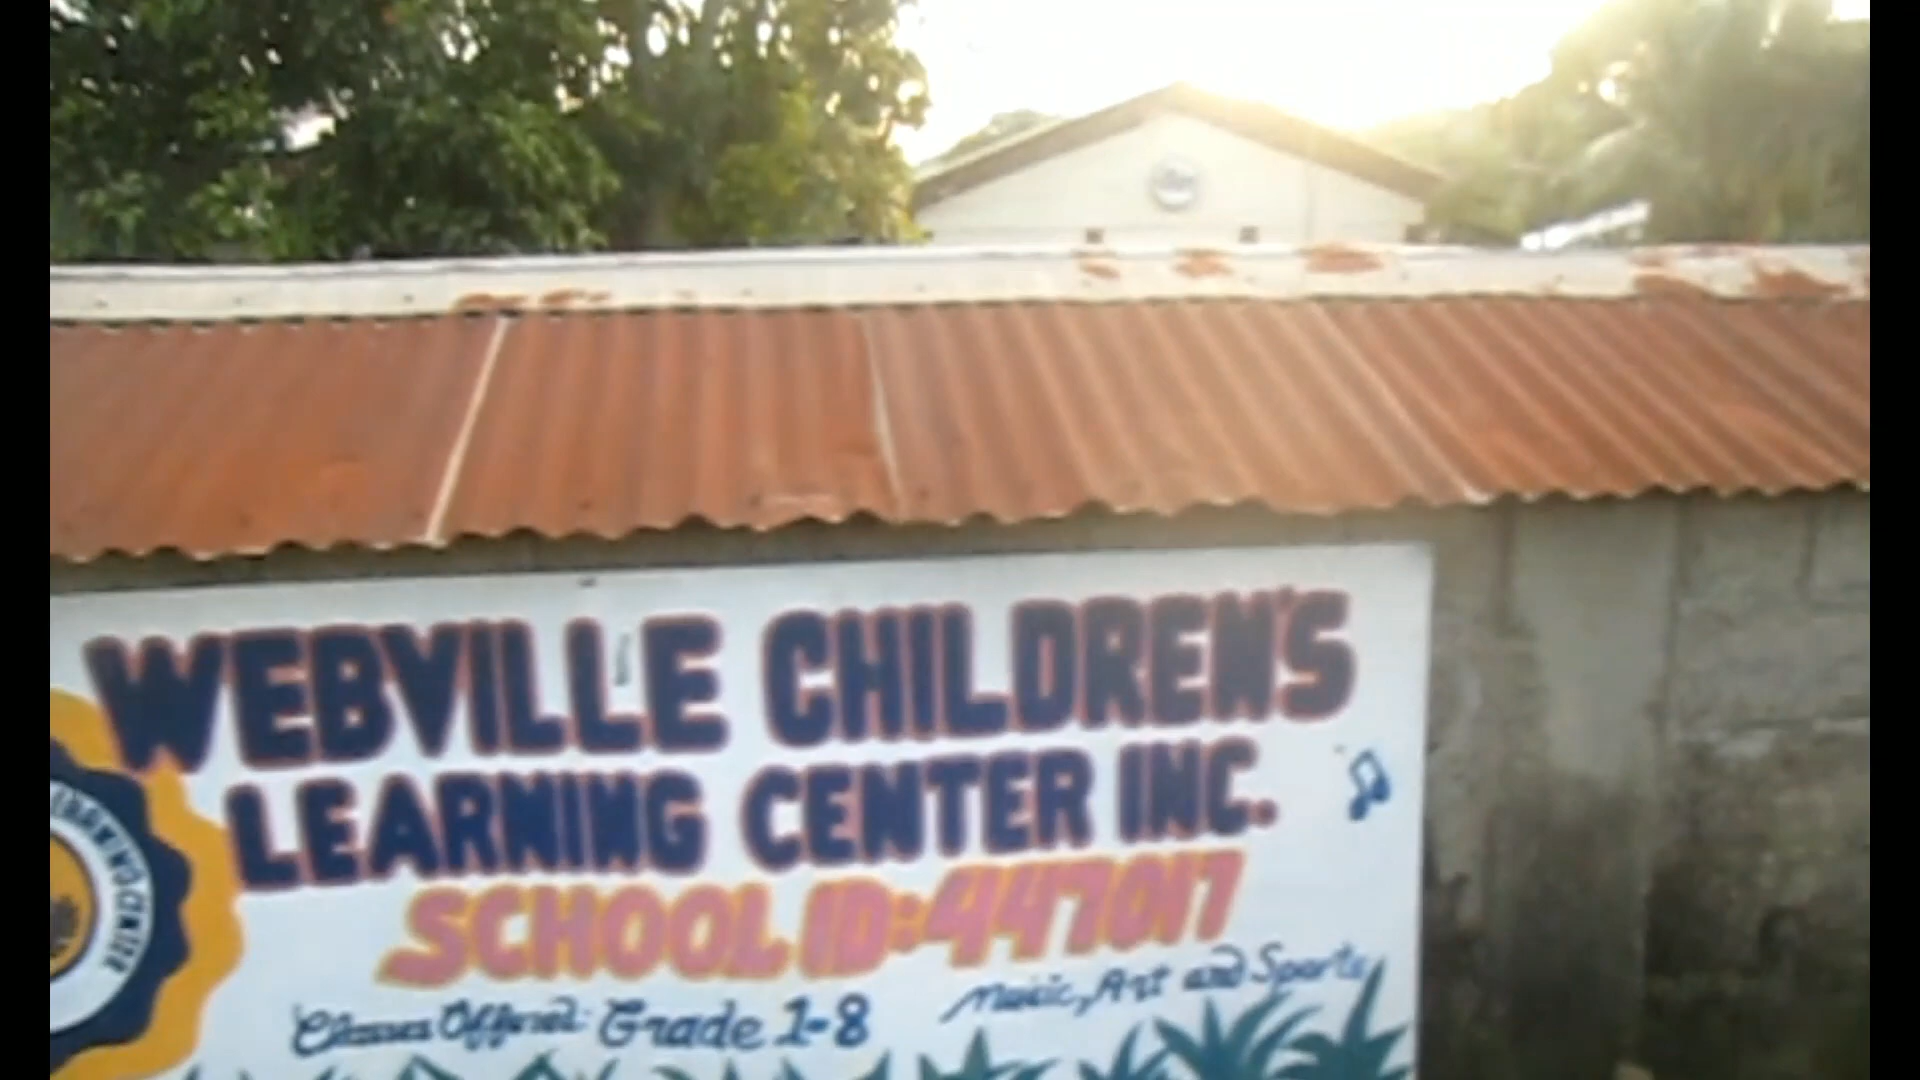 WEBVILLE CHILDREN'S
LEARNING CENTER INC.
SCHOOL ID: 447017
Classes Offered: Grade 1-8
Music, Art and Sports